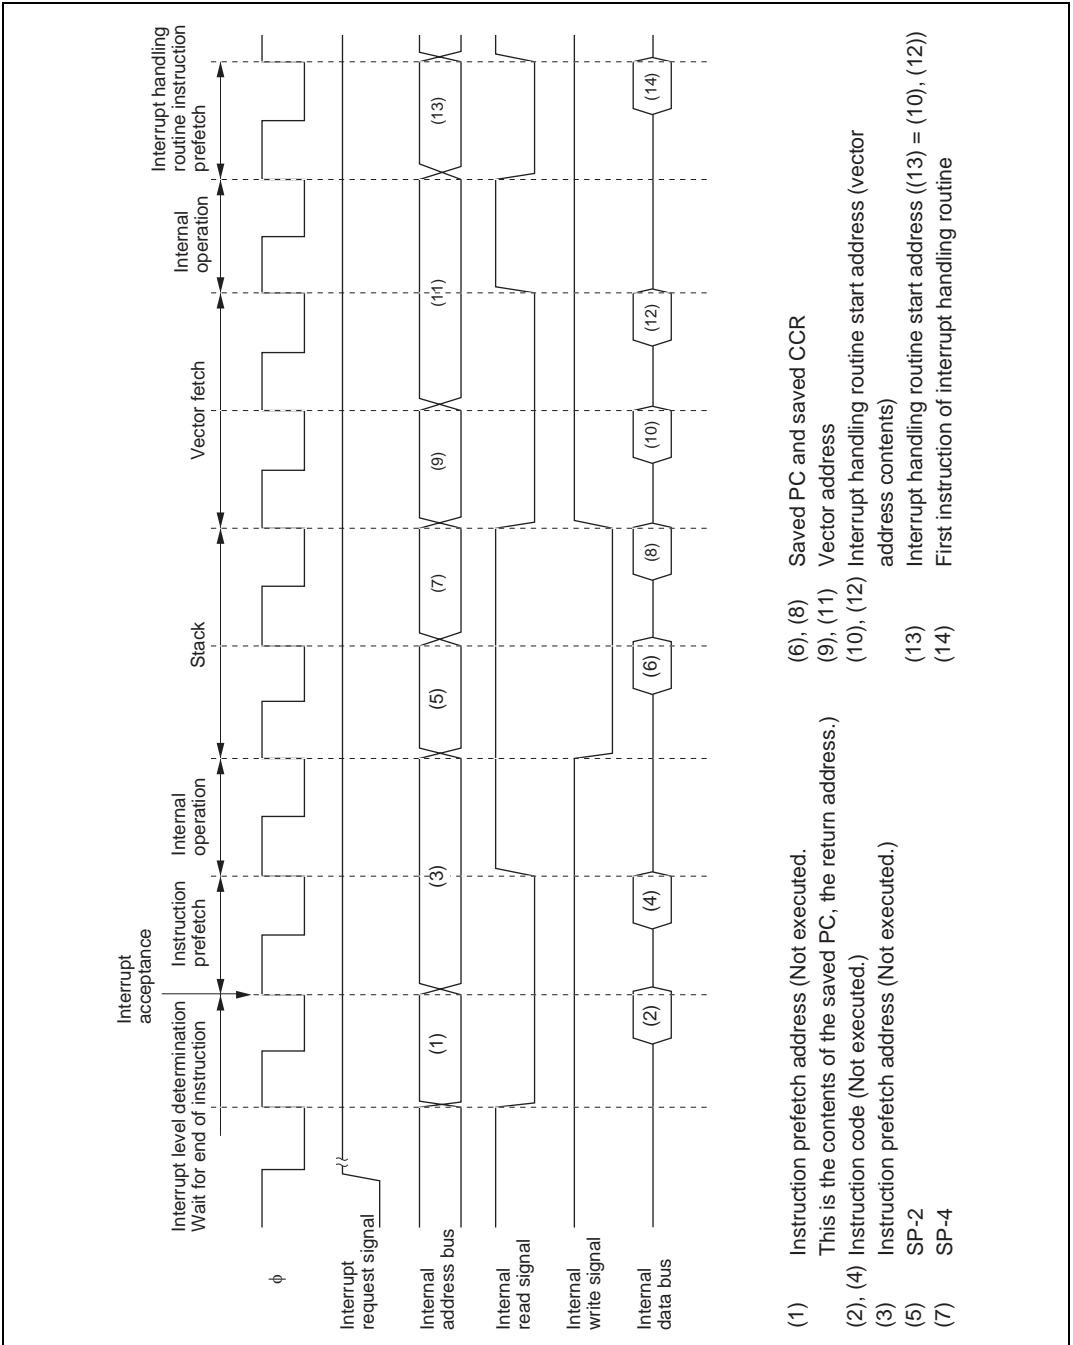 Interrupt
acceptance
Interrupt level determination
Wait for end of instruction
Instruction
prefetch
Internal
operation
Stack
Vector fetch
Internal
operation
Interrupt handling
routine instruction
prefetch
φ
Interrupt
request signal
Internal
address bus
(1)
(3)
(5)
(7)
(9)
(11)
(13)
Internal
read signal
Internal
write signal
Internal
data bus
(2)
(4)
(6)
(8)
(10)
(12)
(14)
(1) Instruction prefetch address (Not executed.
This is the contents of the saved PC, the return address.)
(2), (4) Instruction code (Not executed.)
(3) Instruction prefetch address (Not executed.)
(5) SP-2
(7) SP-4
(6), (8) Saved PC and saved CCR
(9), (11) Vector address
(10), (12) Interrupt handling routine start address (vector
address contents)
(13) Interrupt handling routine start address ((13) = (10), (12))
(14) First instruction of interrupt handling routine